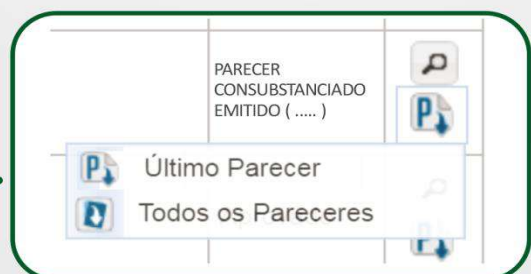 PARECER
CONSUBSTANCIADO
EMITIDO ( ..... )
Último Parecer
Todos os Pareceres